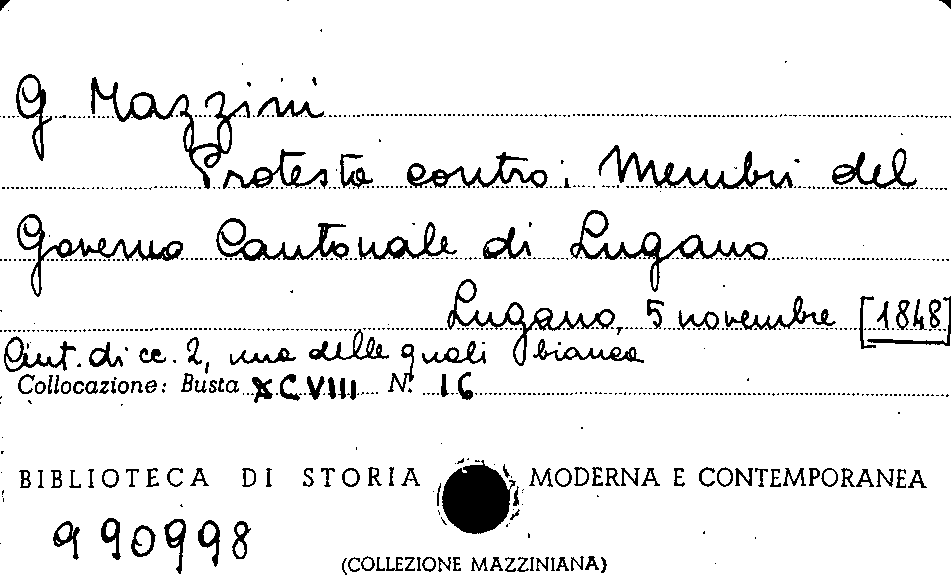 G. Mazzini
Protesta contro i Membri del
Governo Cantonale di Lugano
Lugano, 5 novembre [1848]
Aut. di cc. 2, una delle quali bianca
Collocazione: Busta XCVIII N. 16
BIBLIOTECA DI STORIA MODERNA E CONTEMPORANEA
990998
(COLLEZIONE MAZZINIANA)